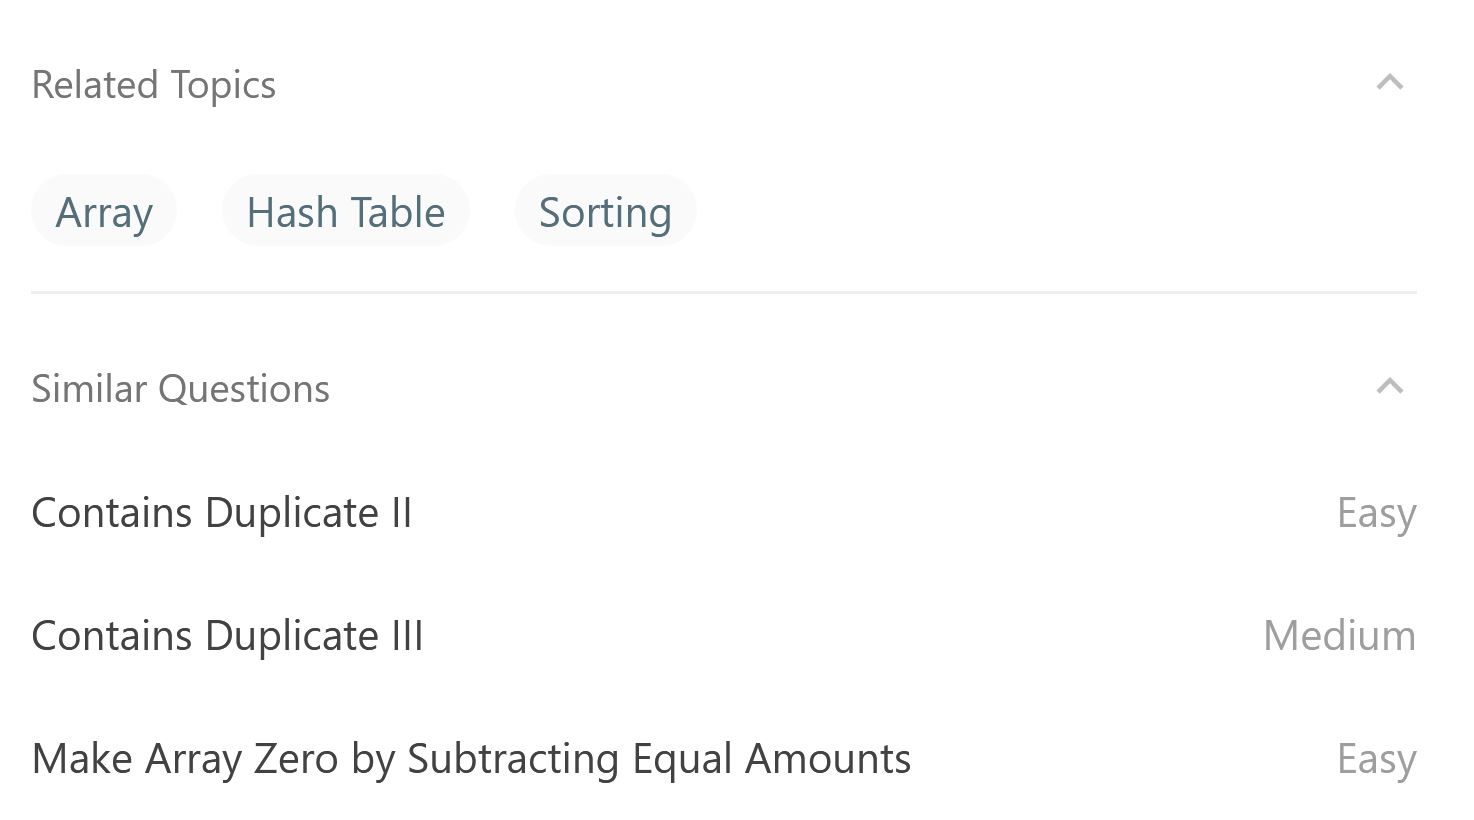 Related Topics
Array Hash Table Sorting
Similar Questions
Contains Duplicate II Easy
Contains Duplicate III Medium
Make Array Zero by Subtracting Equal Amounts Easy